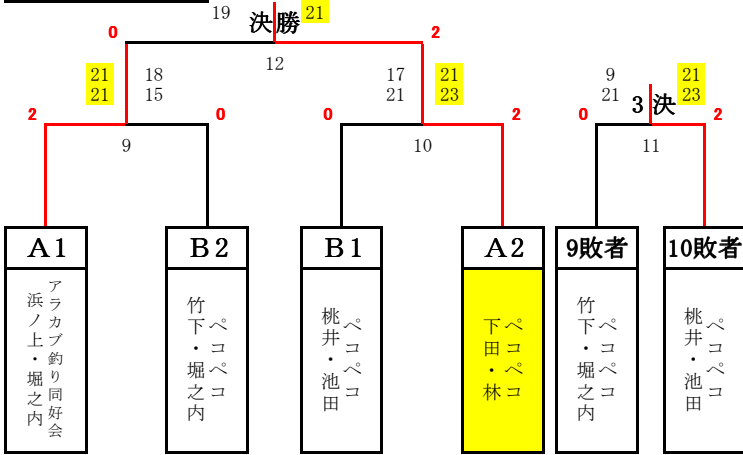 19 決勝 21
0 2
12
21 18 17 21 9 21
21 15 21 23 21 3決 23
2 0 0 2 0 2
9 10 11
A1 B2 B1 A2 9敗者 10敗者
アラカブ釣り同好会
浜ノ上・堀之内
ペコペコ
竹下・堀之内
ペコペコ
桃井・池田
ペコペコ
下田・林
ペコペコ
竹下・堀之内
ペコペコ
桃井・池田